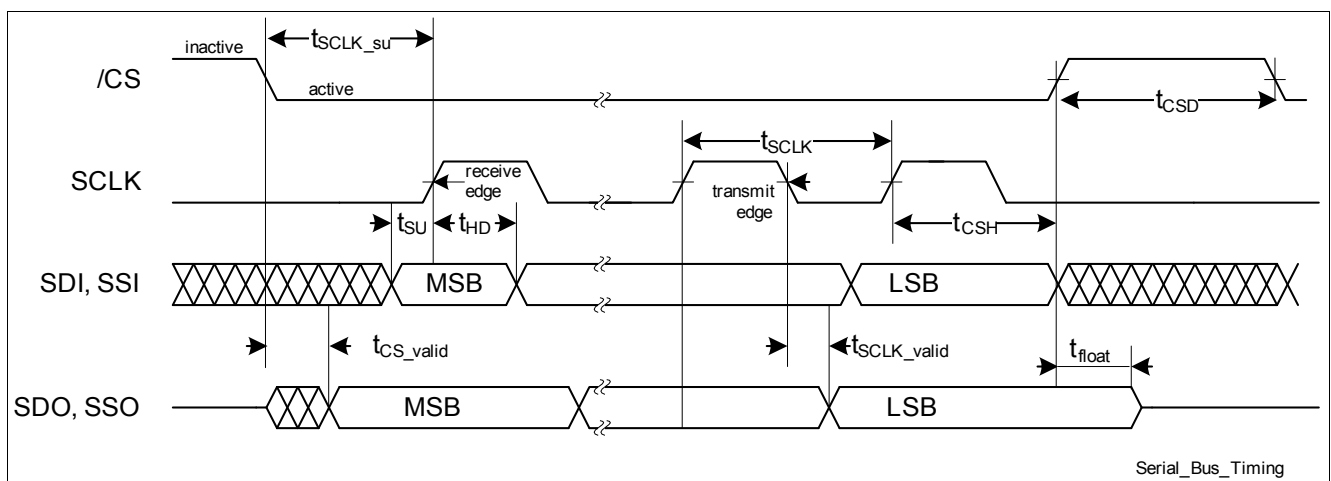 inactive
tSCLK_su
/CS
active
tCSD
tSCLK
SCLK
receive
edge
transmit
edge
tSU
tHD
tCSH
SDI, SSI
MSB
LSB
tCS_valid
tSCLK_valid
tfloat
SDO, SSO
MSB
LSB
Serial_Bus_Timing